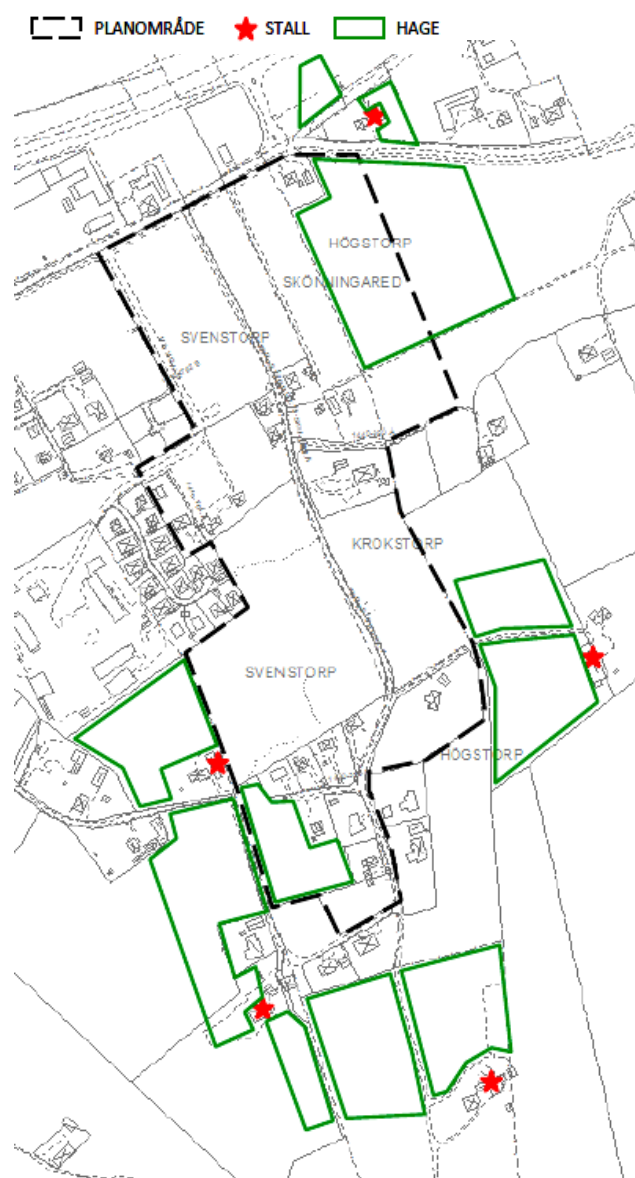 PLANOMRÅDE STALL HAGE
HÖGSTORP
SKÖNNINGARED
SVENSTORP
KROKSTORP
SVENSTORP
HÖGSTORP